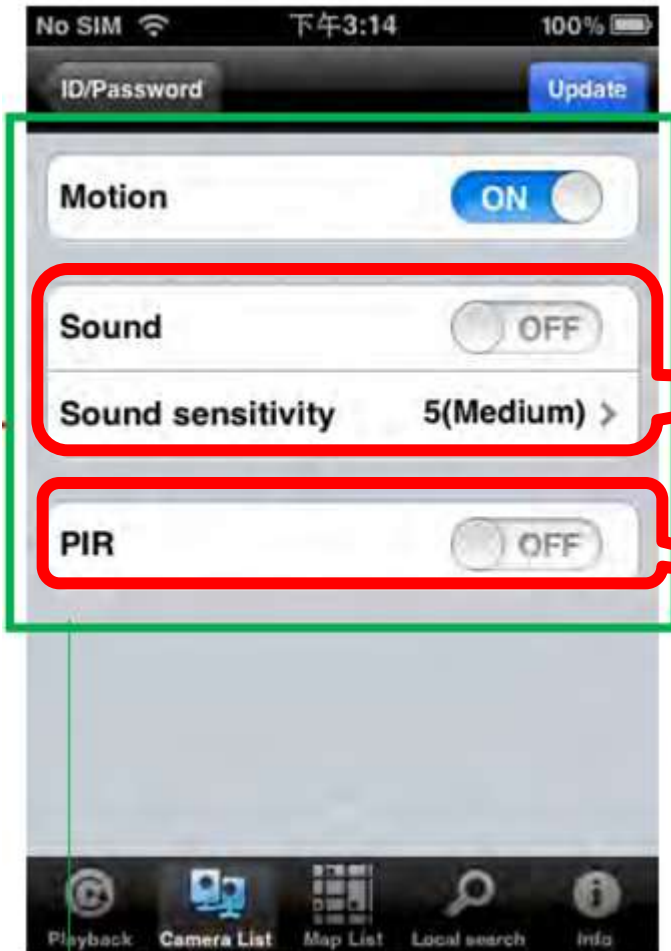 No SIM 下午3:14 100%
ID/Password Update
Motion ON
Sound OFF
Sound sensitivity 5(Medium) >
PIR OFF
Playback Camera List Map List Local search Info